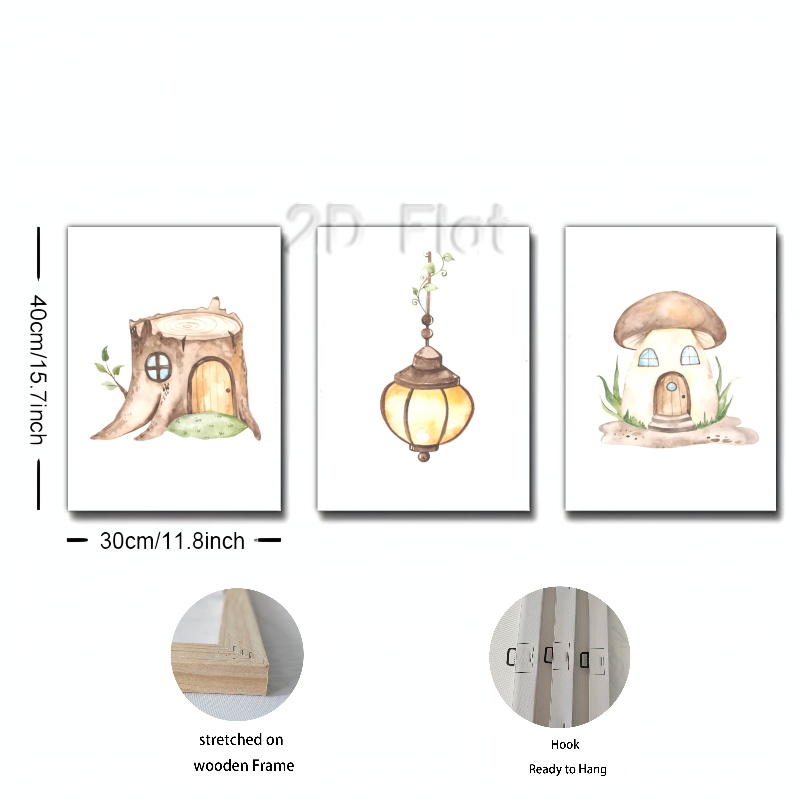 2D Flat
40cm/15.7inch
30cm/11.8inch
stretched on
wooden Frame
Hook
Ready to Hang